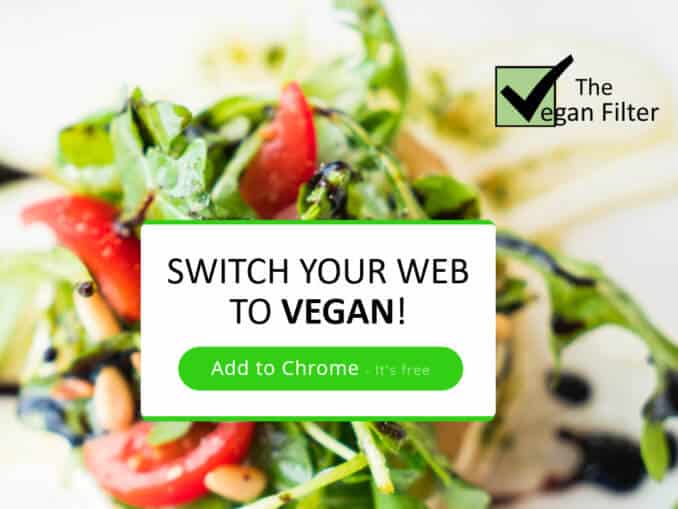 The
Vegan Filter
SWITCH YOUR WEB
TO VEGAN!
Add to Chrome - It's free